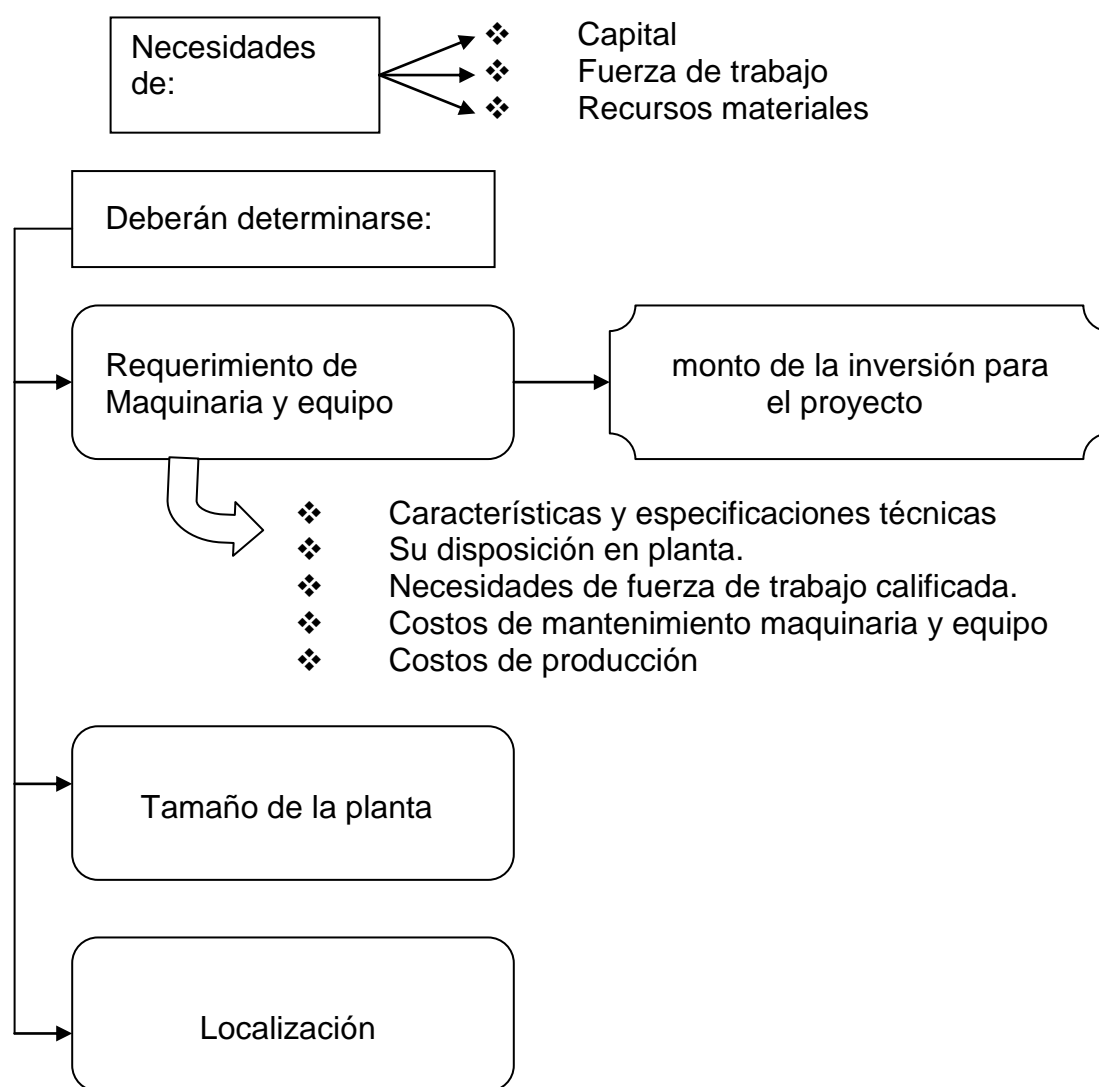 Necesidades
de:
❖ Capital
❖ Fuerza de trabajo
❖ Recursos materiales
Deberán determinarse:
Requerimiento de
Maquinaria y equipo
monto de la inversión para
el proyecto
❖ Características y especificaciones técnicas
❖ Su disposición en planta.
❖ Necesidades de fuerza de trabajo calificada.
❖ Costos de mantenimiento maquinaria y equipo
❖ Costos de producción
Tamaño de la planta
Localización